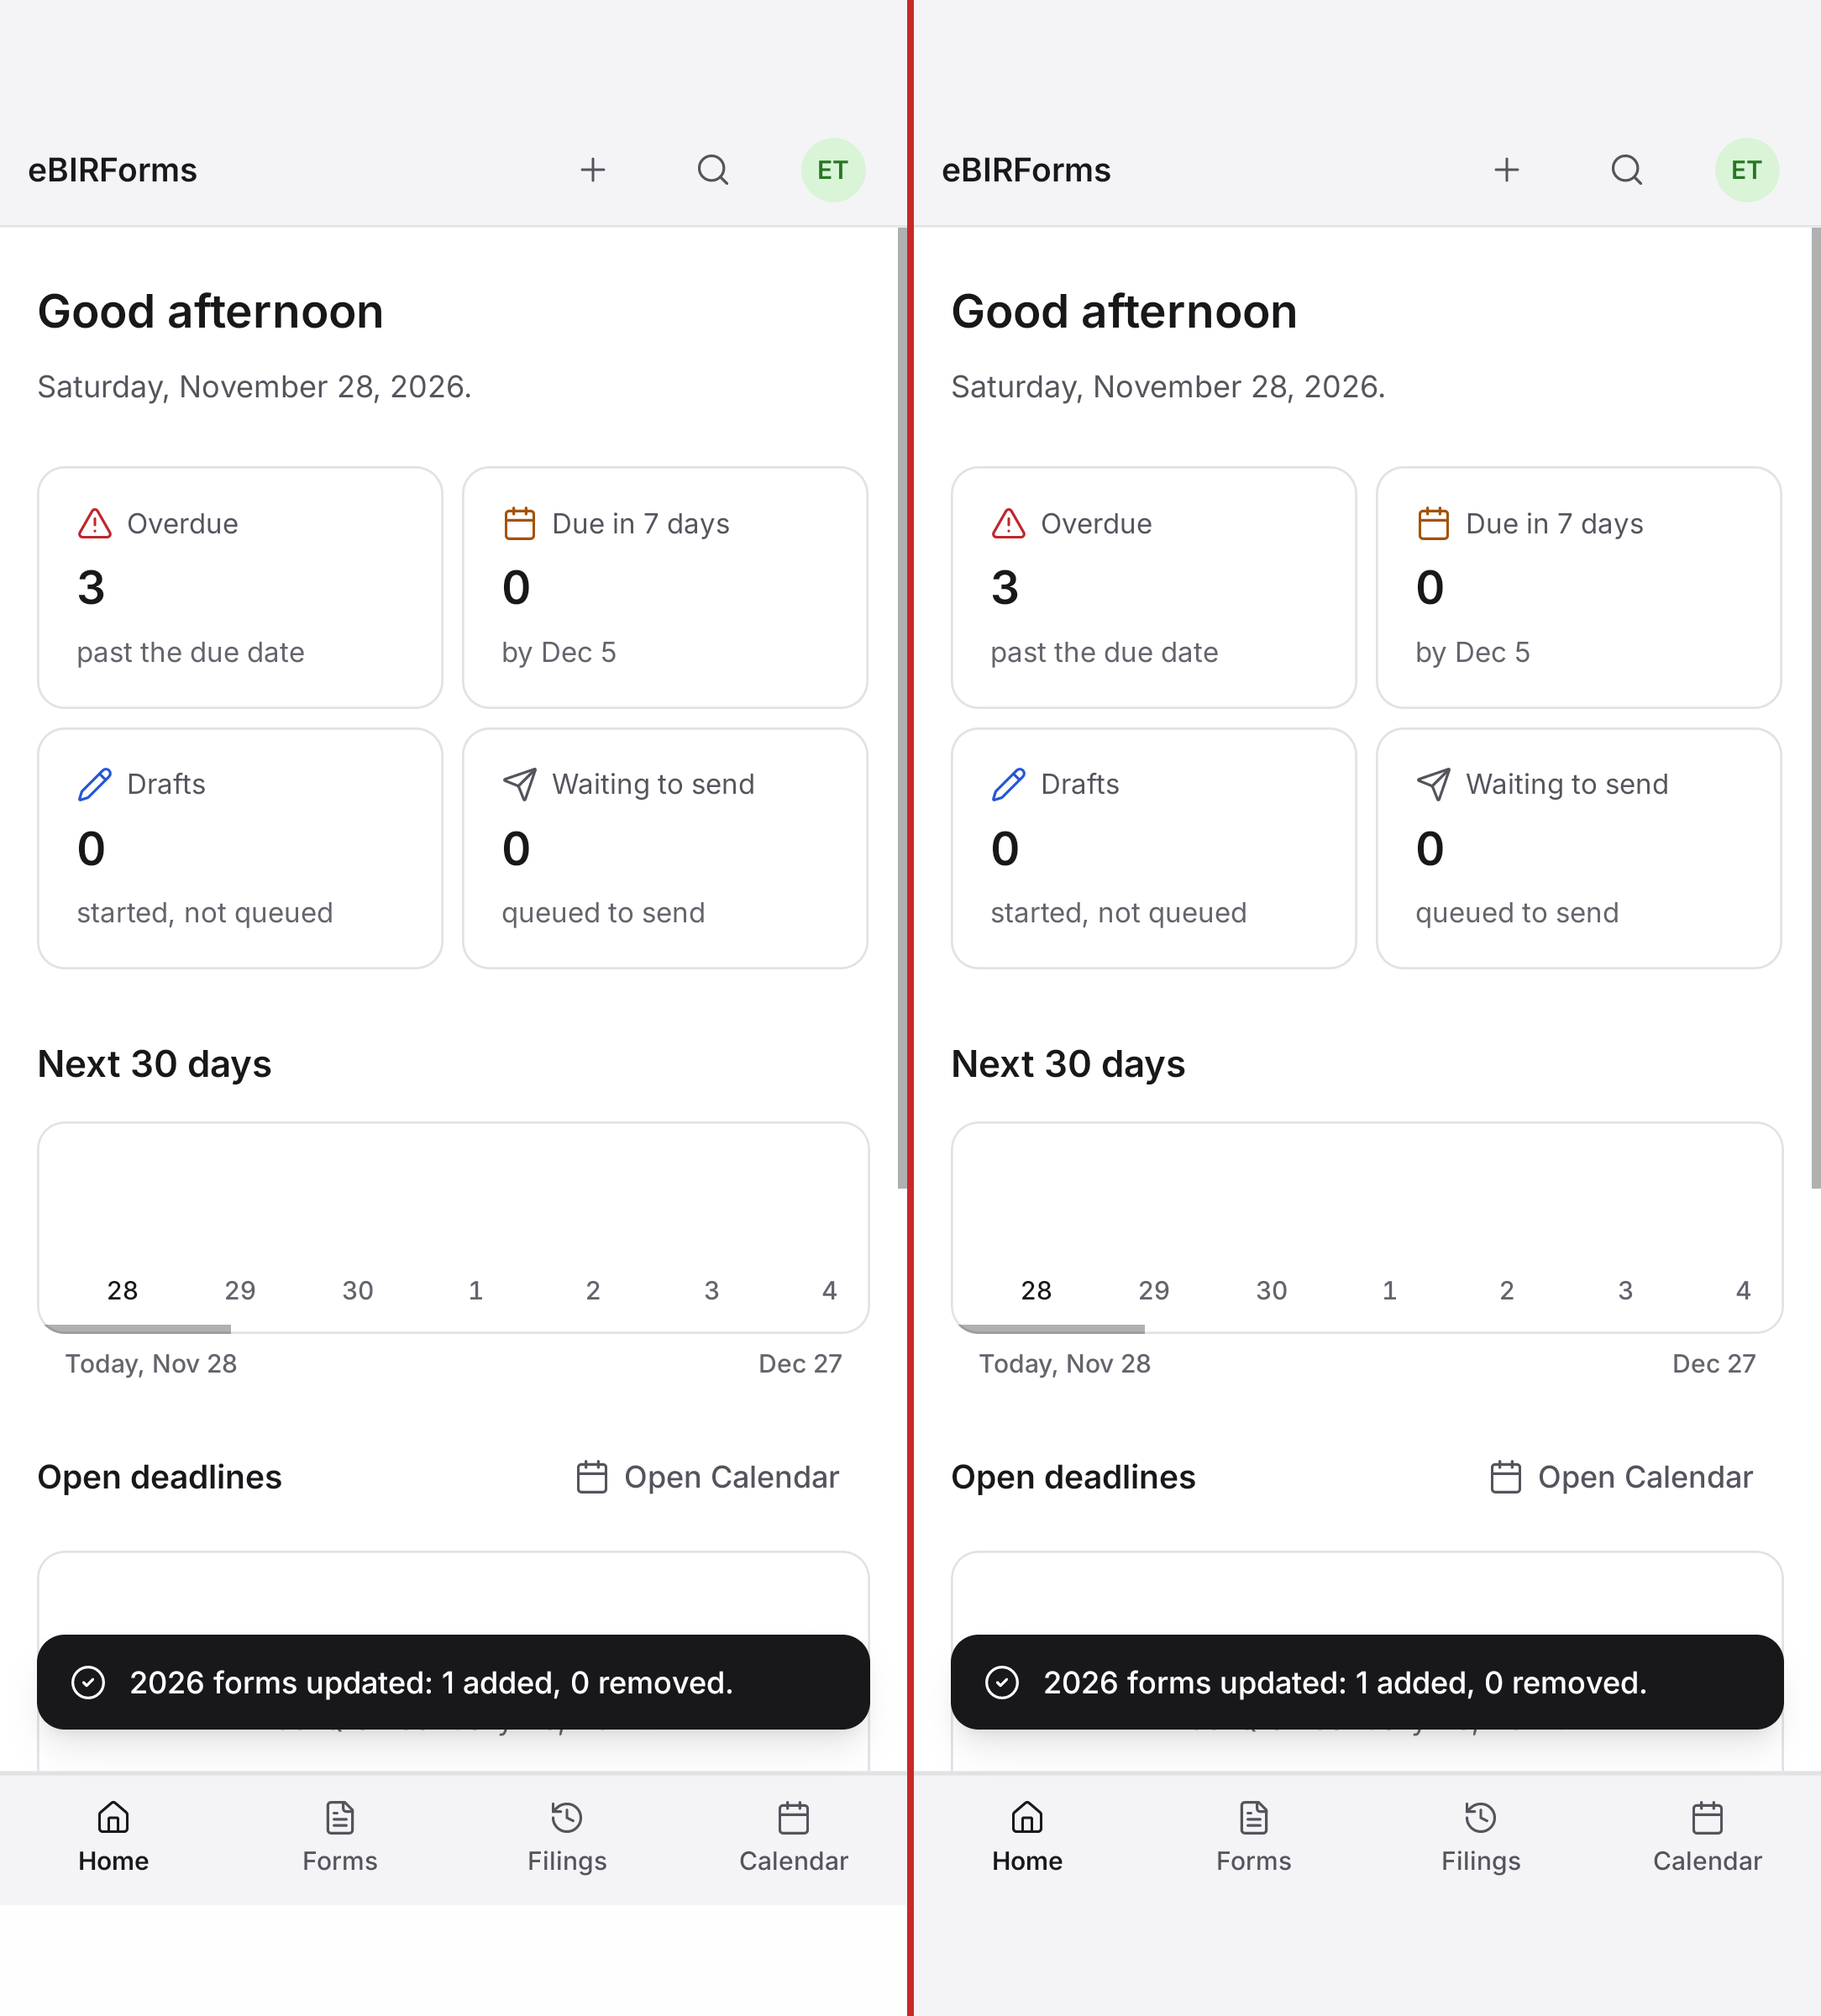 eBIRForms
ET
Good afternoon
Saturday, November 28, 2026.
Overdue
Due in 7 days
3
0
past the due date
by Dec 5
Drafts
Waiting to send
0
0
started, not queued
queued to send
Next 30 days
28 29 30 1 2 3 4
Today, Nov 28
Dec 27
Open deadlines
Open Calendar
2026 forms updated: 1 added, 0 removed.
Home
Forms
Filings
Calendar
eBIRForms
ET
Good afternoon
Saturday, November 28, 2026.
Overdue
Due in 7 days
3
0
past the due date
by Dec 5
Drafts
Waiting to send
0
0
started, not queued
queued to send
Next 30 days
28 29 30 1 2 3 4
Today, Nov 28
Dec 27
Open deadlines
Open Calendar
2026 forms updated: 1 added, 0 removed.
Home
Forms
Filings
Calendar